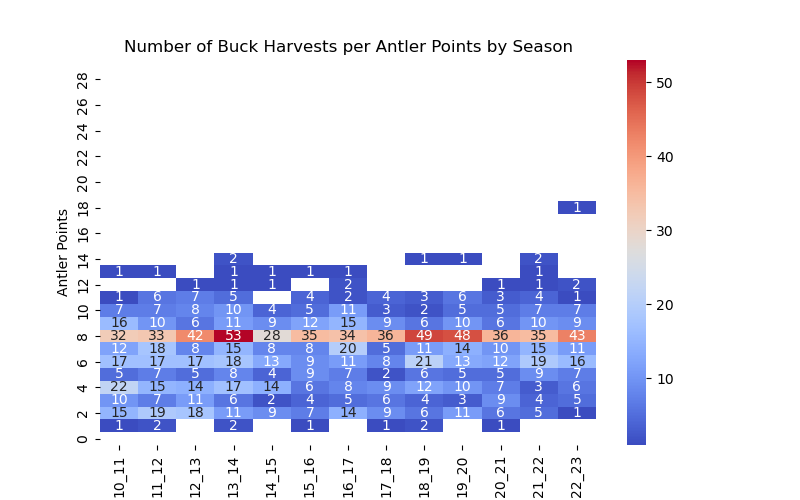 Number of Buck Harvests per Antler Points by Season
Antler Points
28
26
24
22
20
18 1
16
14 2 1 1 2
1 1 1 1 1 1 1
12 1 1 1 2 1 1 2
1 6 7 5 4 2 4 3 6 3 4 1
10 7 7 8 10 4 5 11 3 2 5 5 7 7
16 10 6 11 9 12 15 9 6 10 6 10 9
8 32 33 42 53 28 35 34 36 49 48 36 35 43
12 18 8 15 8 8 20 5 11 14 10 15 11
6 17 17 17 18 13 9 11 8 21 13 12 19 16
5 7 5 8 4 9 7 2 6 5 5 9 7
4 22 15 14 17 14 6 8 9 12 10 7 3 6
10 7 11 6 2 4 5 6 4 3 9 4 5
2 15 19 18 11 9 7 14 9 6 11 6 5 1
1 2 2 1 1 2 1
0
10_11 11_12 12_13 13_14 14_15 15_16 16_17 17_18 18_19 19_20 20_21 21_22 22_23
50
40
30
20
10